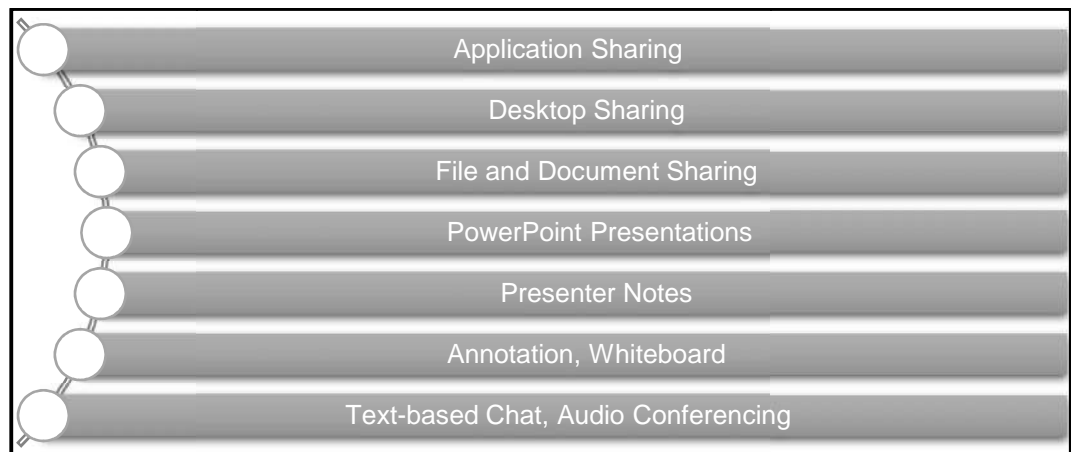 Application Sharing
Desktop Sharing
File and Document Sharing
PowerPoint Presentations
Presenter Notes
Annotation, Whiteboard
Text-based Chat, Audio Conferencing